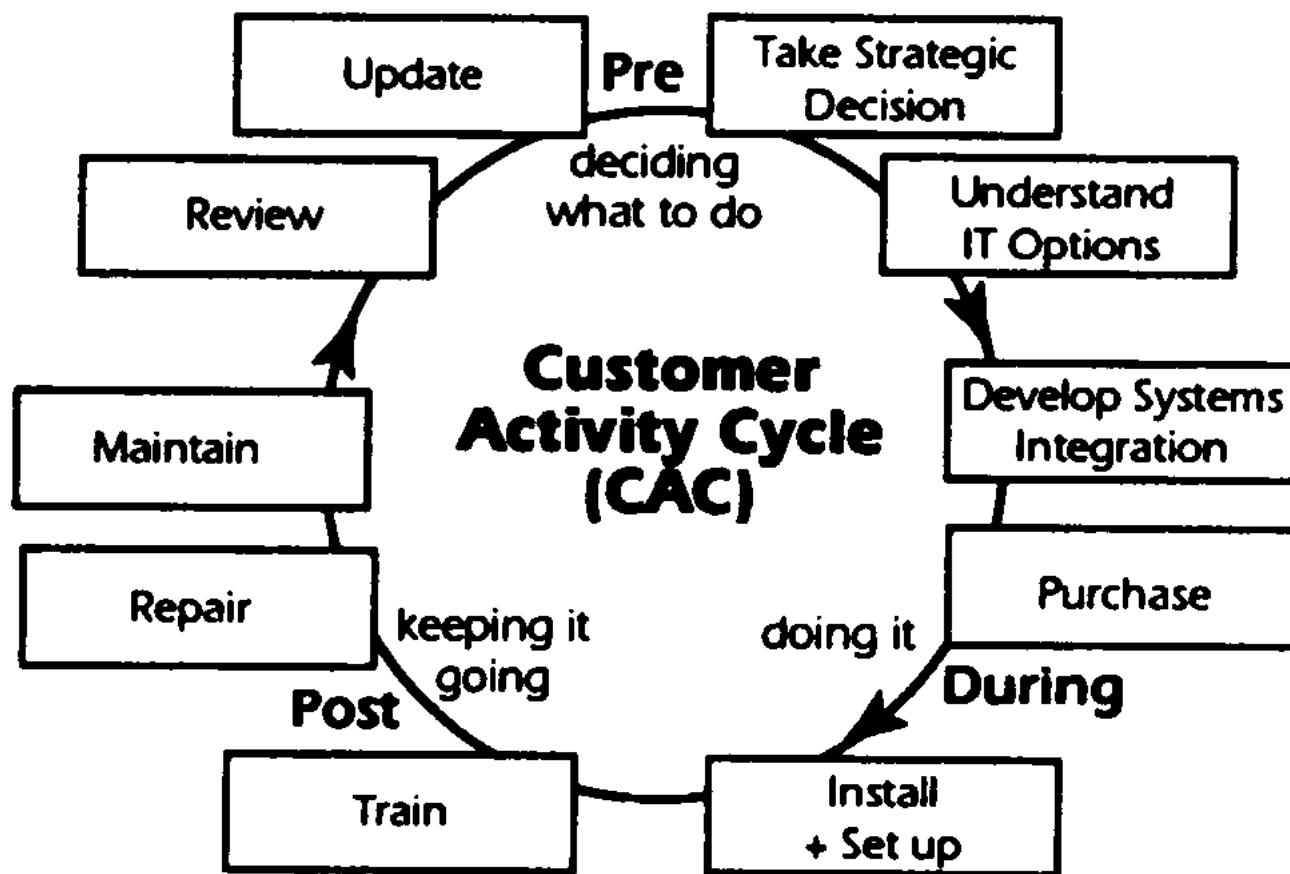 Update
Pre
Take Strategic
Decision
deciding
what to do
Review
Understand
IT Options
Customer
Activity Cycle
(CAC)
Develop Systems
Integration
Maintain
Purchase
Repair
keeping it
going
doing it
During
Post
Train
Install
+ Set up